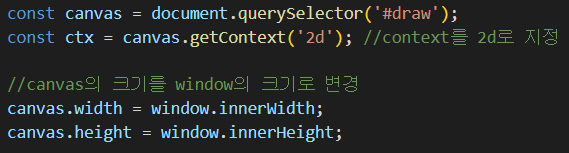 const canvas = document.querySelector('#draw');
const ctx = canvas.getContext('2d'); //context를 2d로 지정
//canvas의 크기를 window의 크기로 변경
canvas.width = window.innerWidth;
canvas.height = window.innerHeight;